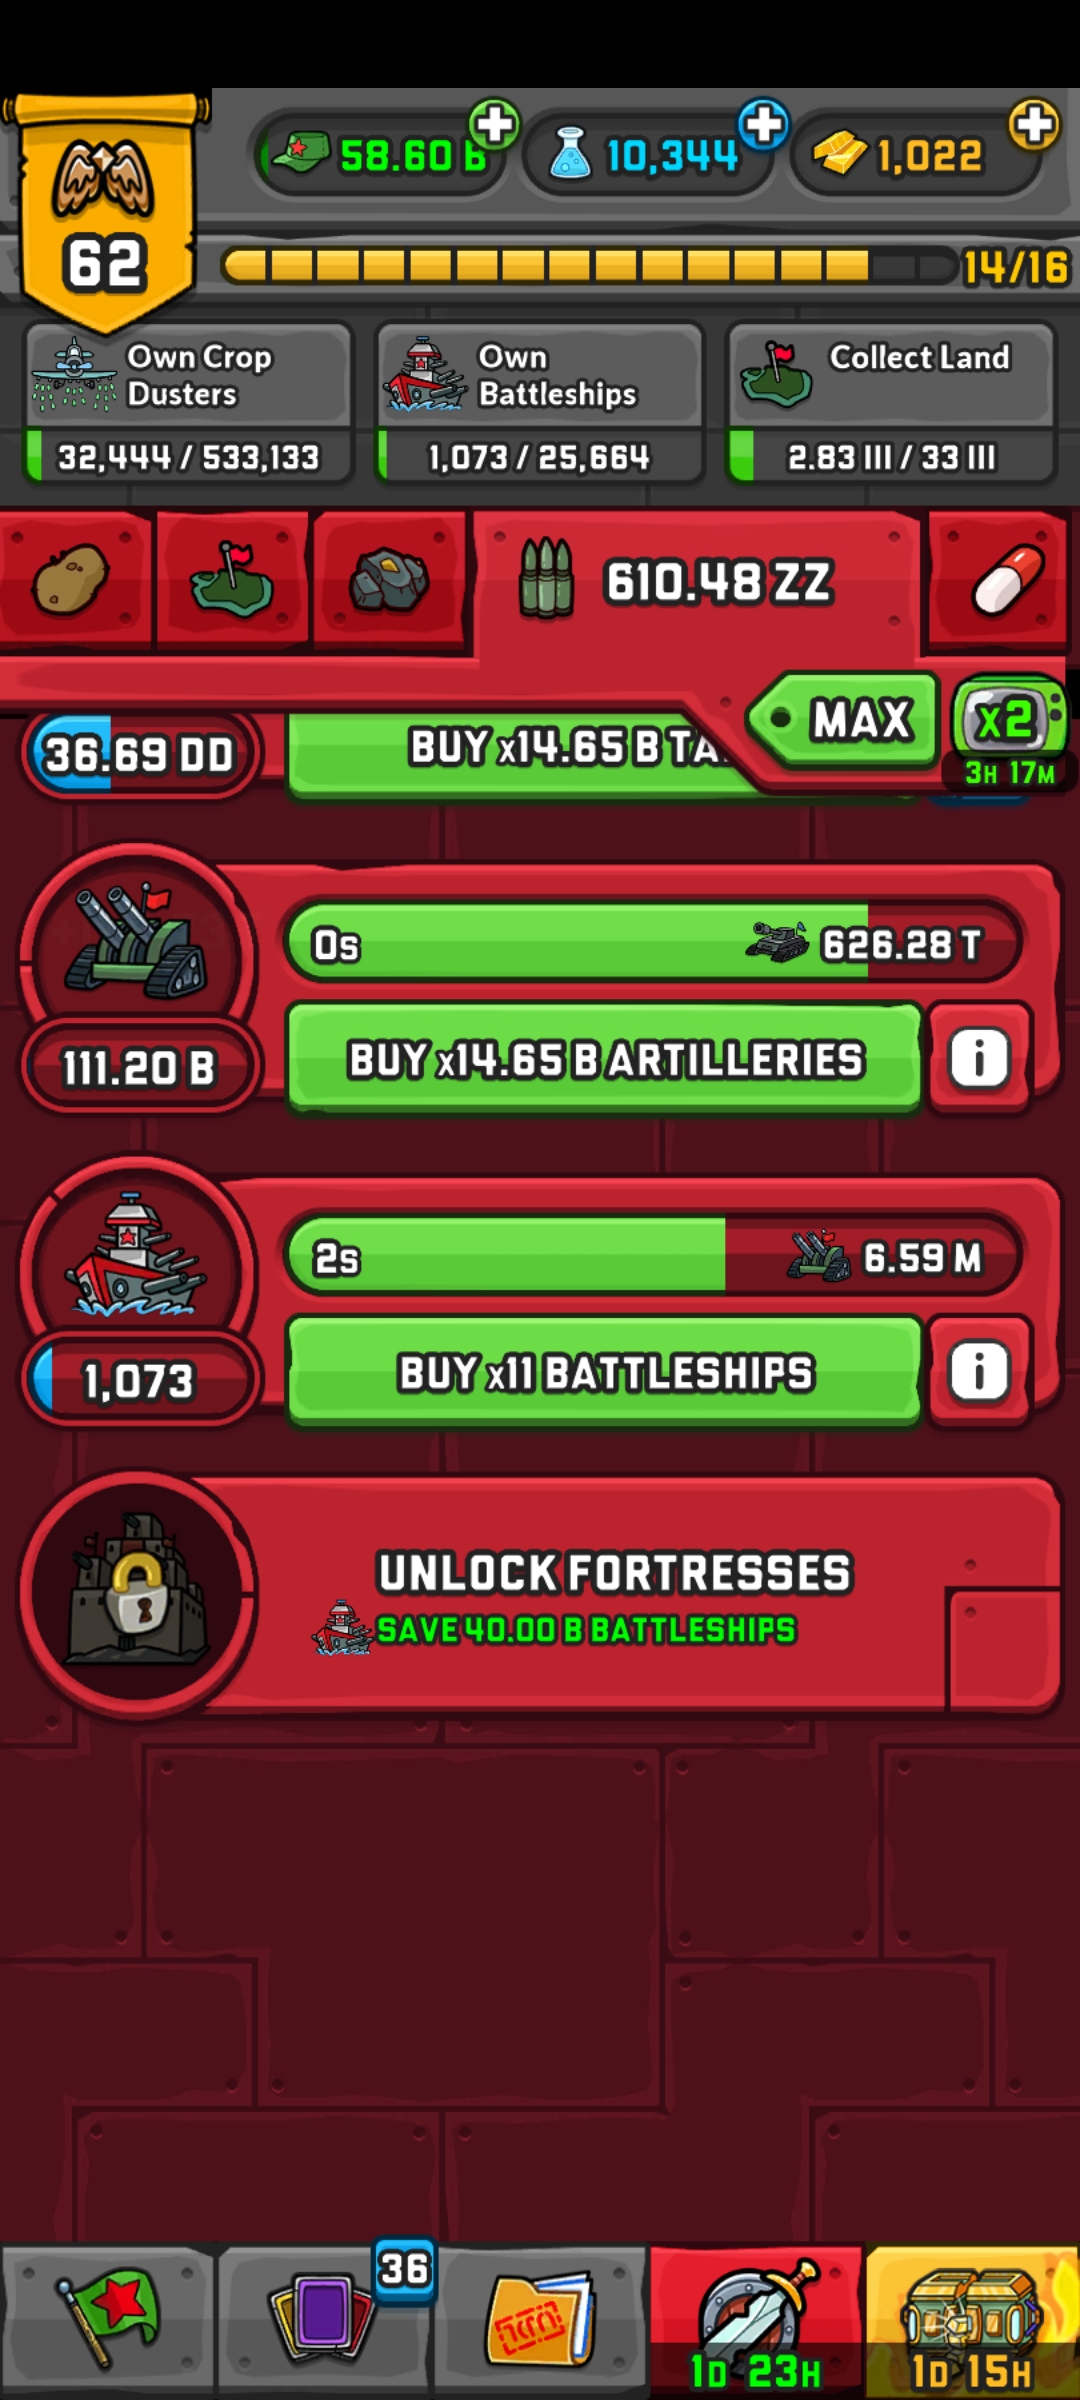 58.60 B
10,344
1,022
62
14/16
Own Crop
Dusters
Own
Battleships
Collect Land
32,444 / 533,133
1,073 / 25,664
2.83 III / 33 III
610.48 ZZ
MAX
x2
3H 17M
36.69 DD
BUY x14.65 B
0s
626.28 T
111.20 B
BUY x14.65 B ARTILLERIES
i
2s
6.59 M
1,073
BUY x11 BATTLESHIPS
i
UNLOCK FORTRESSES
SAVE 40.00 B BATTLESHIPS
36
1D 23H
1D 15H